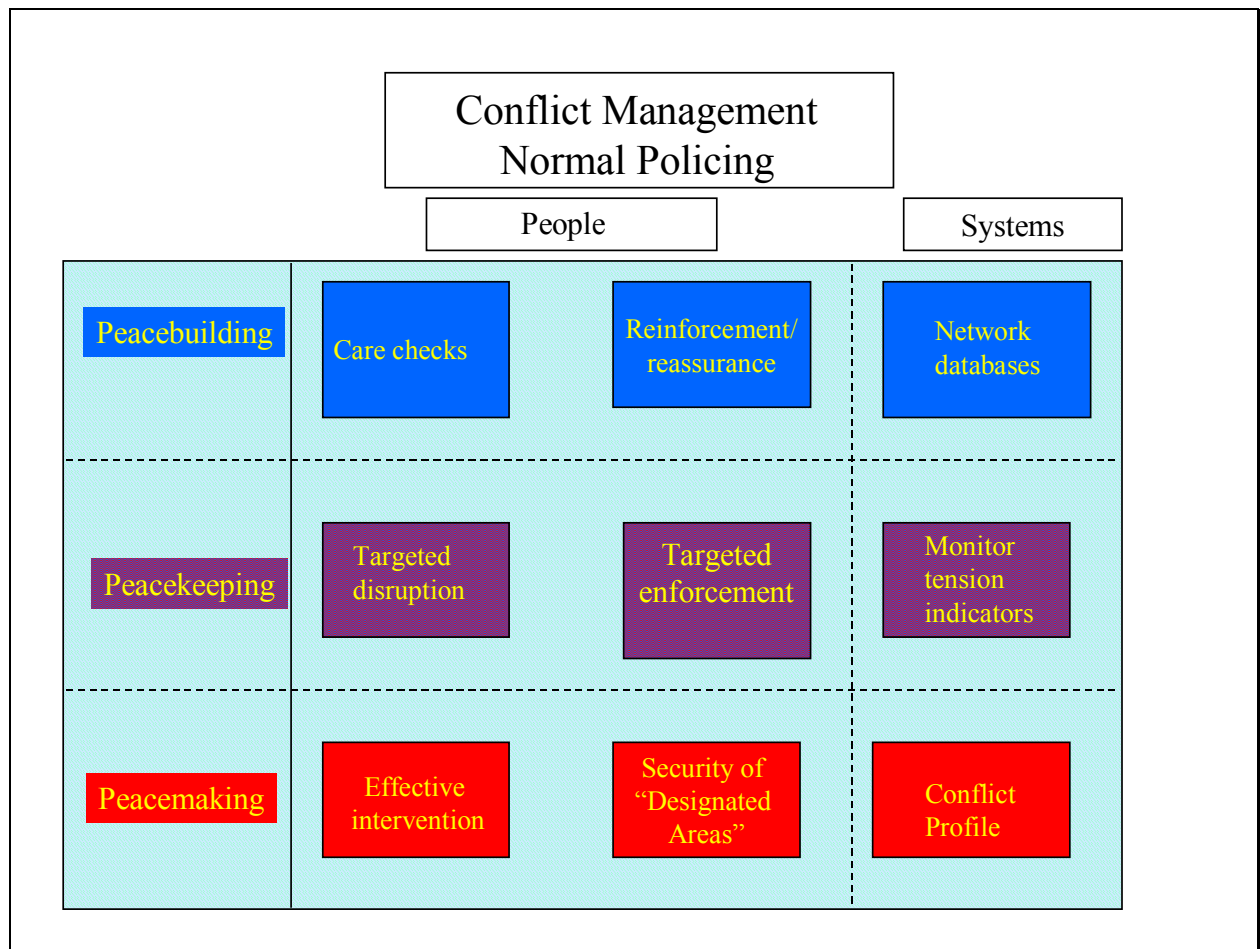 Conflict Management
Normal Policing
People
Systems
Peacebuilding
Care checks
Reinforcement/
reassurance
Network
databases
Peacekeeping
Targeted
disruption
Targeted
enforcement
Monitor
tension
indicators
Peacemaking
Effective
intervention
Security of
“Designated
Areas”
Conflict
Profile